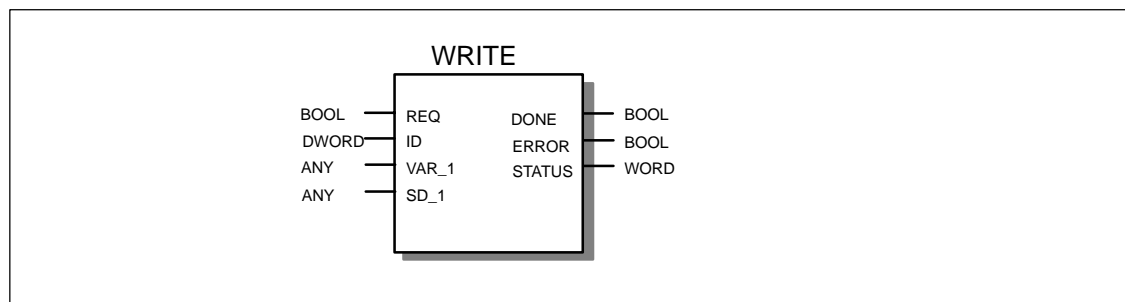 WRITE
BOOL REQ DONE BOOL
DWORD ID ERROR BOOL
ANY VAR_1 STATUS WORD
ANY SD_1